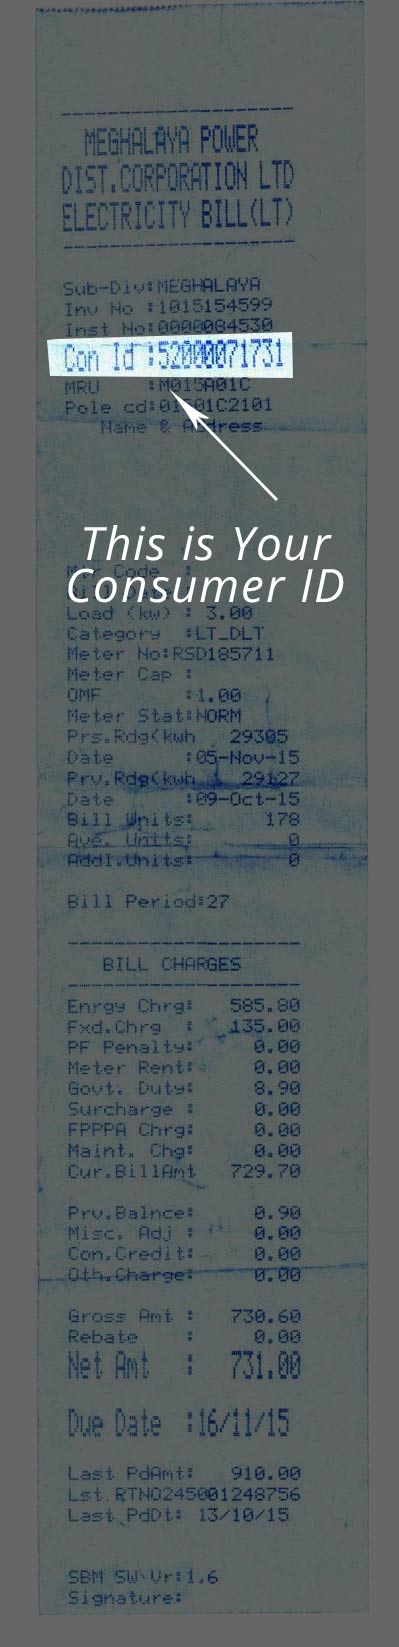 MEGHALAYA POWER
DIST.CORPORATION LTD
ELECTRICITY BILL(LT)
Sub-Div:MEGHALAYA
Inv No :1015154599
Inst No:0000084530
Con Id :52000071731
MRU :M015A01C
Pole cd:01501C2101
Name & Address
This is Your
Consumer ID
Mtr Code :
Load (kw) : 3.00
Category :LT_DLT
Meter No:RSD185711
Meter Cap :
OMF :1.00
Meter Stat:NORM
Prs.Rdg(kwh 29305
Date :05-Nov-15
Prv.Rdg(kwh 29127
Date :09-Oct-15
Bill Units: 178
Ave. Units: 0
Addl.Units: 0
Bill Period:27
BILL CHARGES
Enrgy Chrg: 585.80
Fxd.Chrg : 135.00
PF Penalty: 0.00
Meter Rent: 0.00
Govt. Duty: 8.90
Surcharge : 0.00
FPPPA Chrg: 0.00
Maint. Chg: 0.00
Cur.BillAmt 729.70
Prv.Balnce: 0.90
Misc. Adj : 0.00
Con.Credit: 0.00
Oth.Charge: 0.00
Gross Amt : 730.60
Rebate : 0.00
Net Amt : 731.00
Due Date :16/11/15
Last PdAmt: 910.00
Lst.RTNO245001248756
Last PdDt: 13/10/15
SBM SW Vr:1.6
Signature: